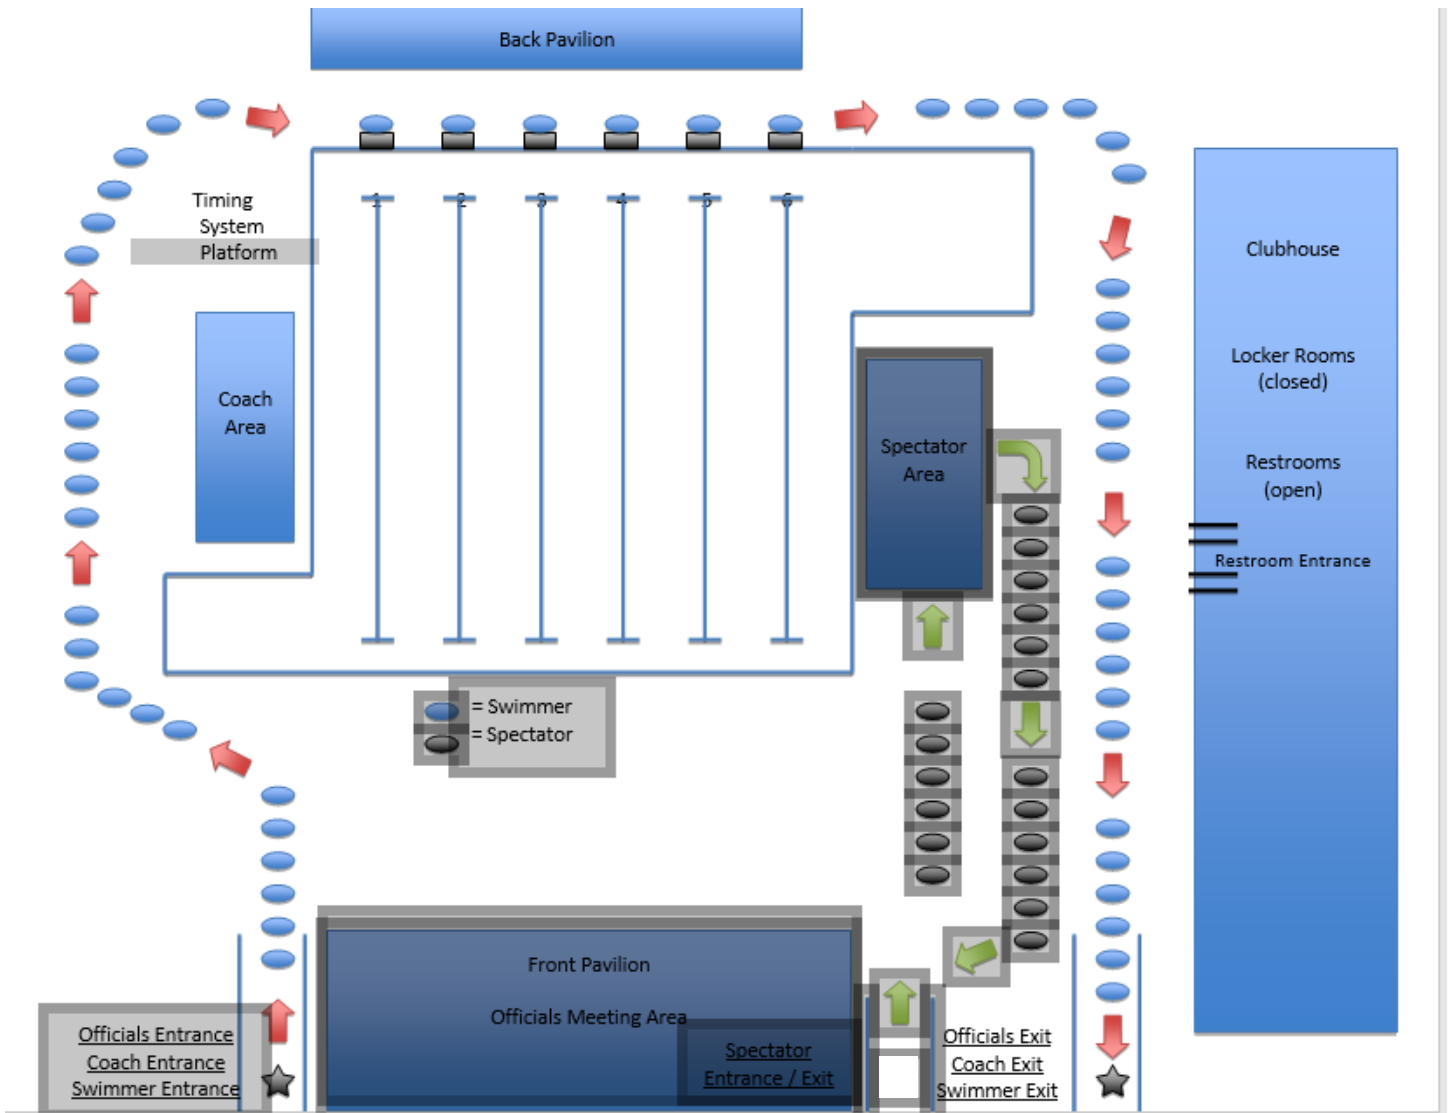 Back Pavilion
Timing
System
Platform
1 2 3 4 5 6
Clubhouse
Locker Rooms
(closed)
Restrooms
(open)
Restroom Entrance
Coach
Area
Spectator
Area
= Swimmer
= Spectator
Front Pavilion
Officials Meeting Area
Officials Entrance
Coach Entrance
Swimmer Entrance
Spectator
Entrance / Exit
Officials Exit
Coach Exit
Swimmer Exit